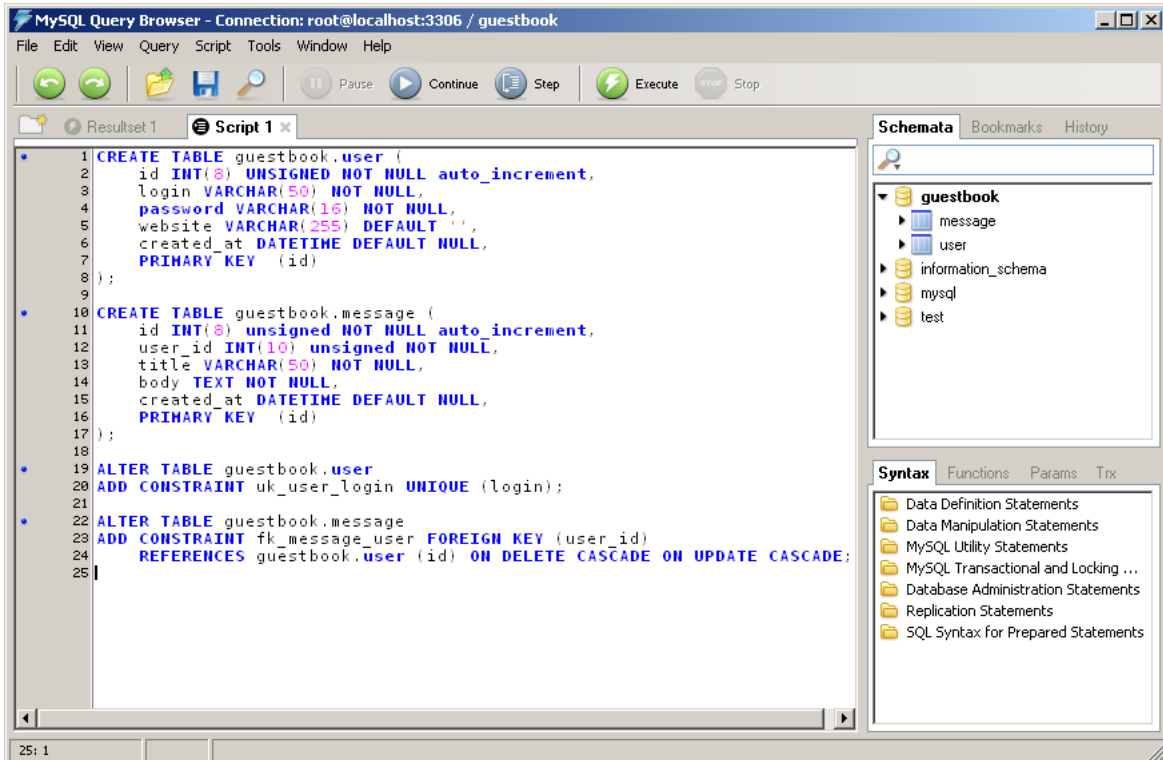 MySQL Query Browser - Connection: root@localhost:3306 / guestbook
File Edit View Query Script Tools Window Help
Pause Continue Step Execute STOP Stop
Resultset 1 Script 1
Schemata Bookmarks History
1 CREATE TABLE guestbook.user (
2 id INT(8) UNSIGNED NOT NULL auto_increment,
3 login VARCHAR(50) NOT NULL,
4 password VARCHAR(16) NOT NULL,
5 website VARCHAR(255) DEFAULT '',
6 created_at DATETIME DEFAULT NULL,
7 PRIMARY KEY (id)
8 );
9
10 CREATE TABLE guestbook.message (
11 id INT(8) unsigned NOT NULL auto_increment,
12 user_id INT(10) unsigned NOT NULL,
13 title VARCHAR(50) NOT NULL,
14 body TEXT NOT NULL,
15 created_at DATETIME DEFAULT NULL,
16 PRIMARY KEY (id)
17 );
18
19 ALTER TABLE guestbook.user
20 ADD CONSTRAINT uk_user_login UNIQUE (login);
21
22 ALTER TABLE guestbook.message
23 ADD CONSTRAINT fk_message_user FOREIGN KEY (user_id)
24 REFERENCES guestbook.user (id) ON DELETE CASCADE ON UPDATE CASCADE;
25
guestbook
message
user
information_schema
mysql
test
Syntax Functions Params Trx
Data Definition Statements
Data Manipulation Statements
MySQL Utility Statements
MySQL Transactional and Locking ...
Database Administration Statements
Replication Statements
SQL Syntax for Prepared Statements
25: 1